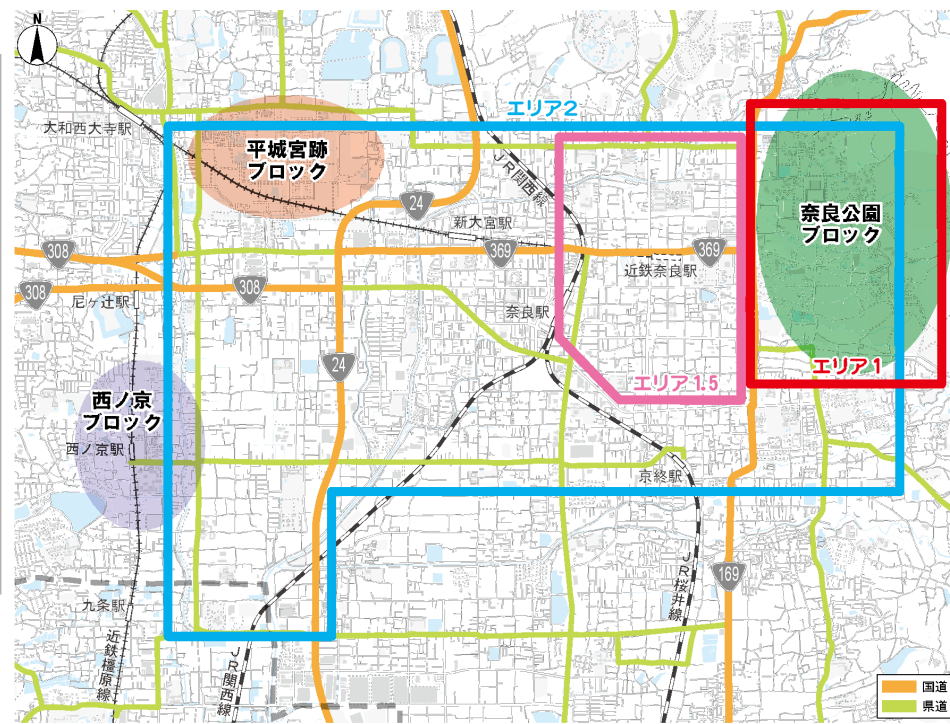 N
エリア2
大和西大寺駅
平城宮跡
ブロック
JR関西線
24
奈良公園
ブロック
新大宮駅
308
369
369
近鉄奈良駅
308
308
尼ヶ辻駅
奈良駅
24
エリア1
エリア1.5
西ノ京
ブロック
西ノ京駅
京終駅
169
JR桜井線
九条駅
近鉄橿原線
JR関西線
国道
県道